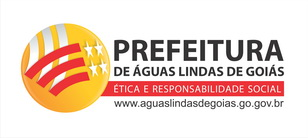 PREFEITURA
DE ÁGUAS LINDAS DE GOIÁS
ÉTICA E RESPONSABILIDADE SOCIAL
www.aguaslindasdegoias.go.gov.br